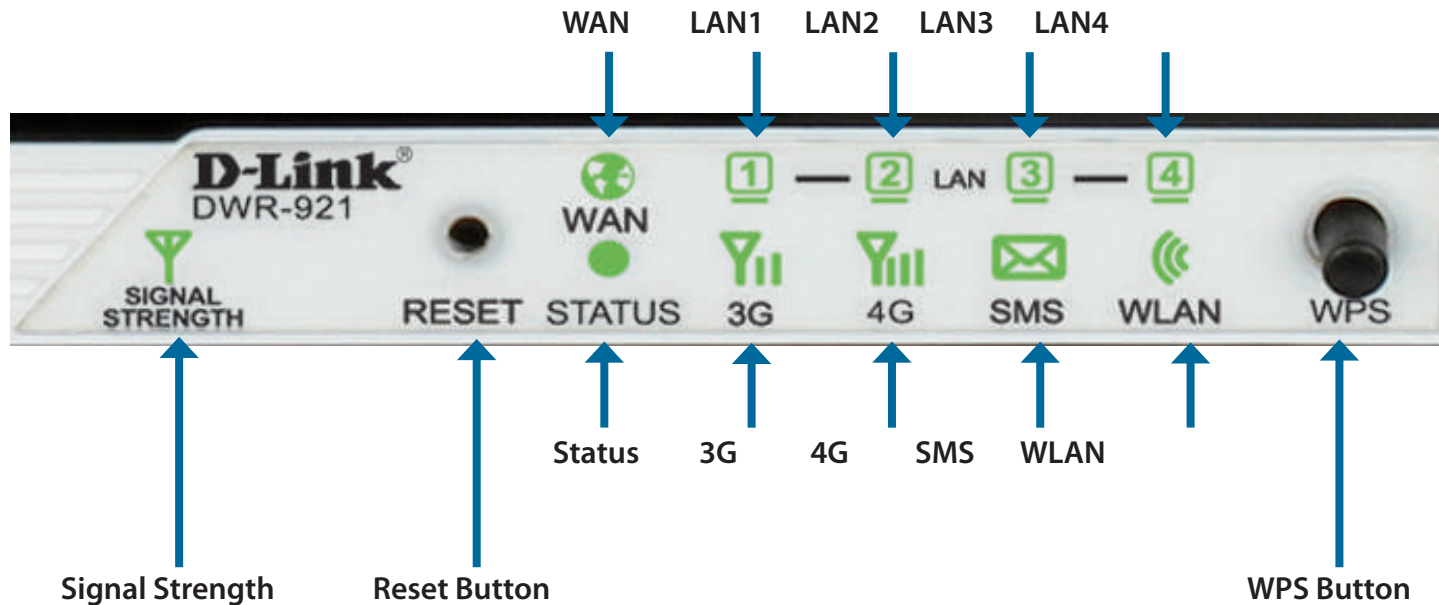 WAN LAN1 LAN2 LAN3 LAN4
D-Link®
DWR-921
WAN
1 2 LAN 3 4
SIGNAL
STRENGTH
RESET STATUS 3G 4G SMS WLAN WPS
Status 3G 4G SMS WLAN
Signal Strength Reset Button WPS Button